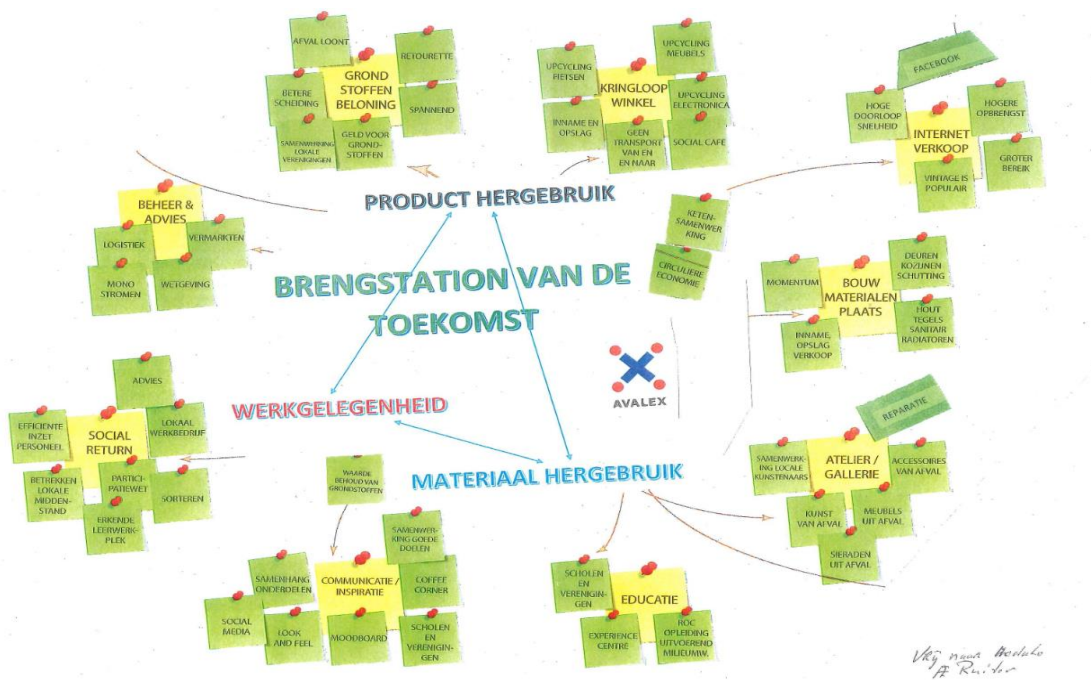 AFVAL LOONT
RETOURETTE
GROND
STOFFEN
BELONING
BETERE
SCHEIDING
SPANNEND
SAMENWERKING
LOKALE
VERENIGINGEN
GELD VOOR
GROND-
STOFFEN
UPCYCLING
FIETSEN
UPCYCLING
MEUBELS
KRINGLOOP
WINKEL
UPCYCLING
ELECTRONICA
INNAME EN
OPSLAG
GEEN
TRANSPORT
VAN EN
EN NAAR
SOCIAL CAFÉ
FACEBOOK
HOGE
DOORLOOP
SNELHEID
HOGERE
OPBRENGST
INTERNET
VERKOOP
GROTER
BEREIK
VINTAGE IS
POPULAIR
PRODUCT HERGEBRUIK
BEHEER &
ADVIES
LOGISTIEK
VERMARKTEN
MONO
STROMEN
WETGEVING
KETEN-
SAMENWER
KING
CIRCULIERE
ECONOMIE
BRENGSTATION VAN DE
TOEKOMST
MOMENTUM
DEUREN
KOZIJNEN
SCHUTTING
BOUW
MATERIALEN
PLAATS
INNAME,
OPSLAG
VERKOOP
HOUT
TEGELS
SANITAIR
RADIATOREN
AVALEX
ADVIES
WERKGELEGENHEID
EFFICIENTE
INZET
PERSONEEL
SOCIAL
RETURN
LOKAAL
WERKBEDRIJF
BETREKKEN
LOKALE
MIDDEN-
STAND
PARTICI-
PATIEWET
SORTEREN
ERKENDE
LEERWERK-
PLEK
REPARATIE
SAMENWERK-
ING LOCALE
KUNSTENAARS
ATELIER /
GALLERIE
ACCESSOIRES
VAN AFVAL
KUNST
VAN AFVAL
MEUBELS
UIT AFVAL
SIERADEN
UIT AFVAL
MATERIAAL HERGEBRUIK
WAARDE
BEHOUD VAN
GRONDSTOFFEN
SAMENWER-
KING GOEDE
DOELEN
SAMENHANG
ONDERDELEN
COMMUNICATIE /
INSPIRATIE
COFFEE
CORNER
SOCIAL
MEDIA
LOOK
AND FEEL
MOODBOARD
SCHOLEN
EN
VERENIGIN-
GEN
SCHOLEN
EN
VERENIGIN-
GEN
EDUCATIE
EXPERIENCE
CENTRE
ROC
OPLEIDING
UITVOEREND
MILIEUMW.
Vrij naar
Ruiter